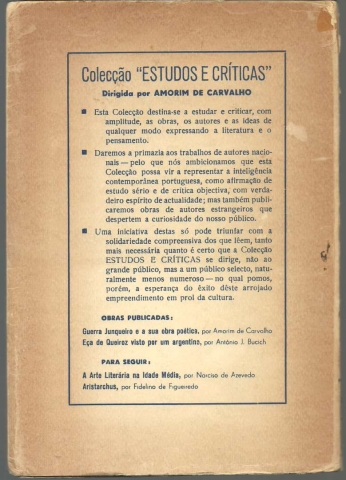 Colecção "ESTUDOS E CRÍTICAS"
Dirigida por AMORIM DE CARVALHO
■ Esta Colecção destina-se a estudar e criticar, com
amplitude, as obras, os autores e as ideas de
qualquer modo expressando a literatura e o
pensamento.
■ Daremos a primazia aos trabalhos de autores nacio-
nais — pelo que nós ambicionamos que esta
Colecção possa vir a representar a inteligência
contemporânea portuguesa, como afirmação de
estudo sério e de crítica objectiva, com verda-
deiro espírito de actualidade; mas também publi-
caremos obras de autores estrangeiros que
despertem a curiosidade do nosso público.
■ Uma iniciativa destas só pode triunfar com a
solidariedade compreensiva dos que lêem, tanto
mais necessária quanto é certo que a Colecção
ESTUDOS E CRÍTICAS se dirige, não ao
grande público, mas a um público selecto, natu-
ralmente menos numeroso — no qual pomos,
porém, a esperança do êxito dêste arrojado
empreendimento em prol da cultura.
OBRAS PUBLICADAS:
Guerra Junqueiro e a sua obra poética, por Amorim de Carvalho
Eça de Queiroz visto por um argentino, por António J. Bucich
PARA SEGUIR:
A Arte Literária na Idade Média, por Narciso de Azevedo
Aristarchus, por Fidelino de Figueiredo